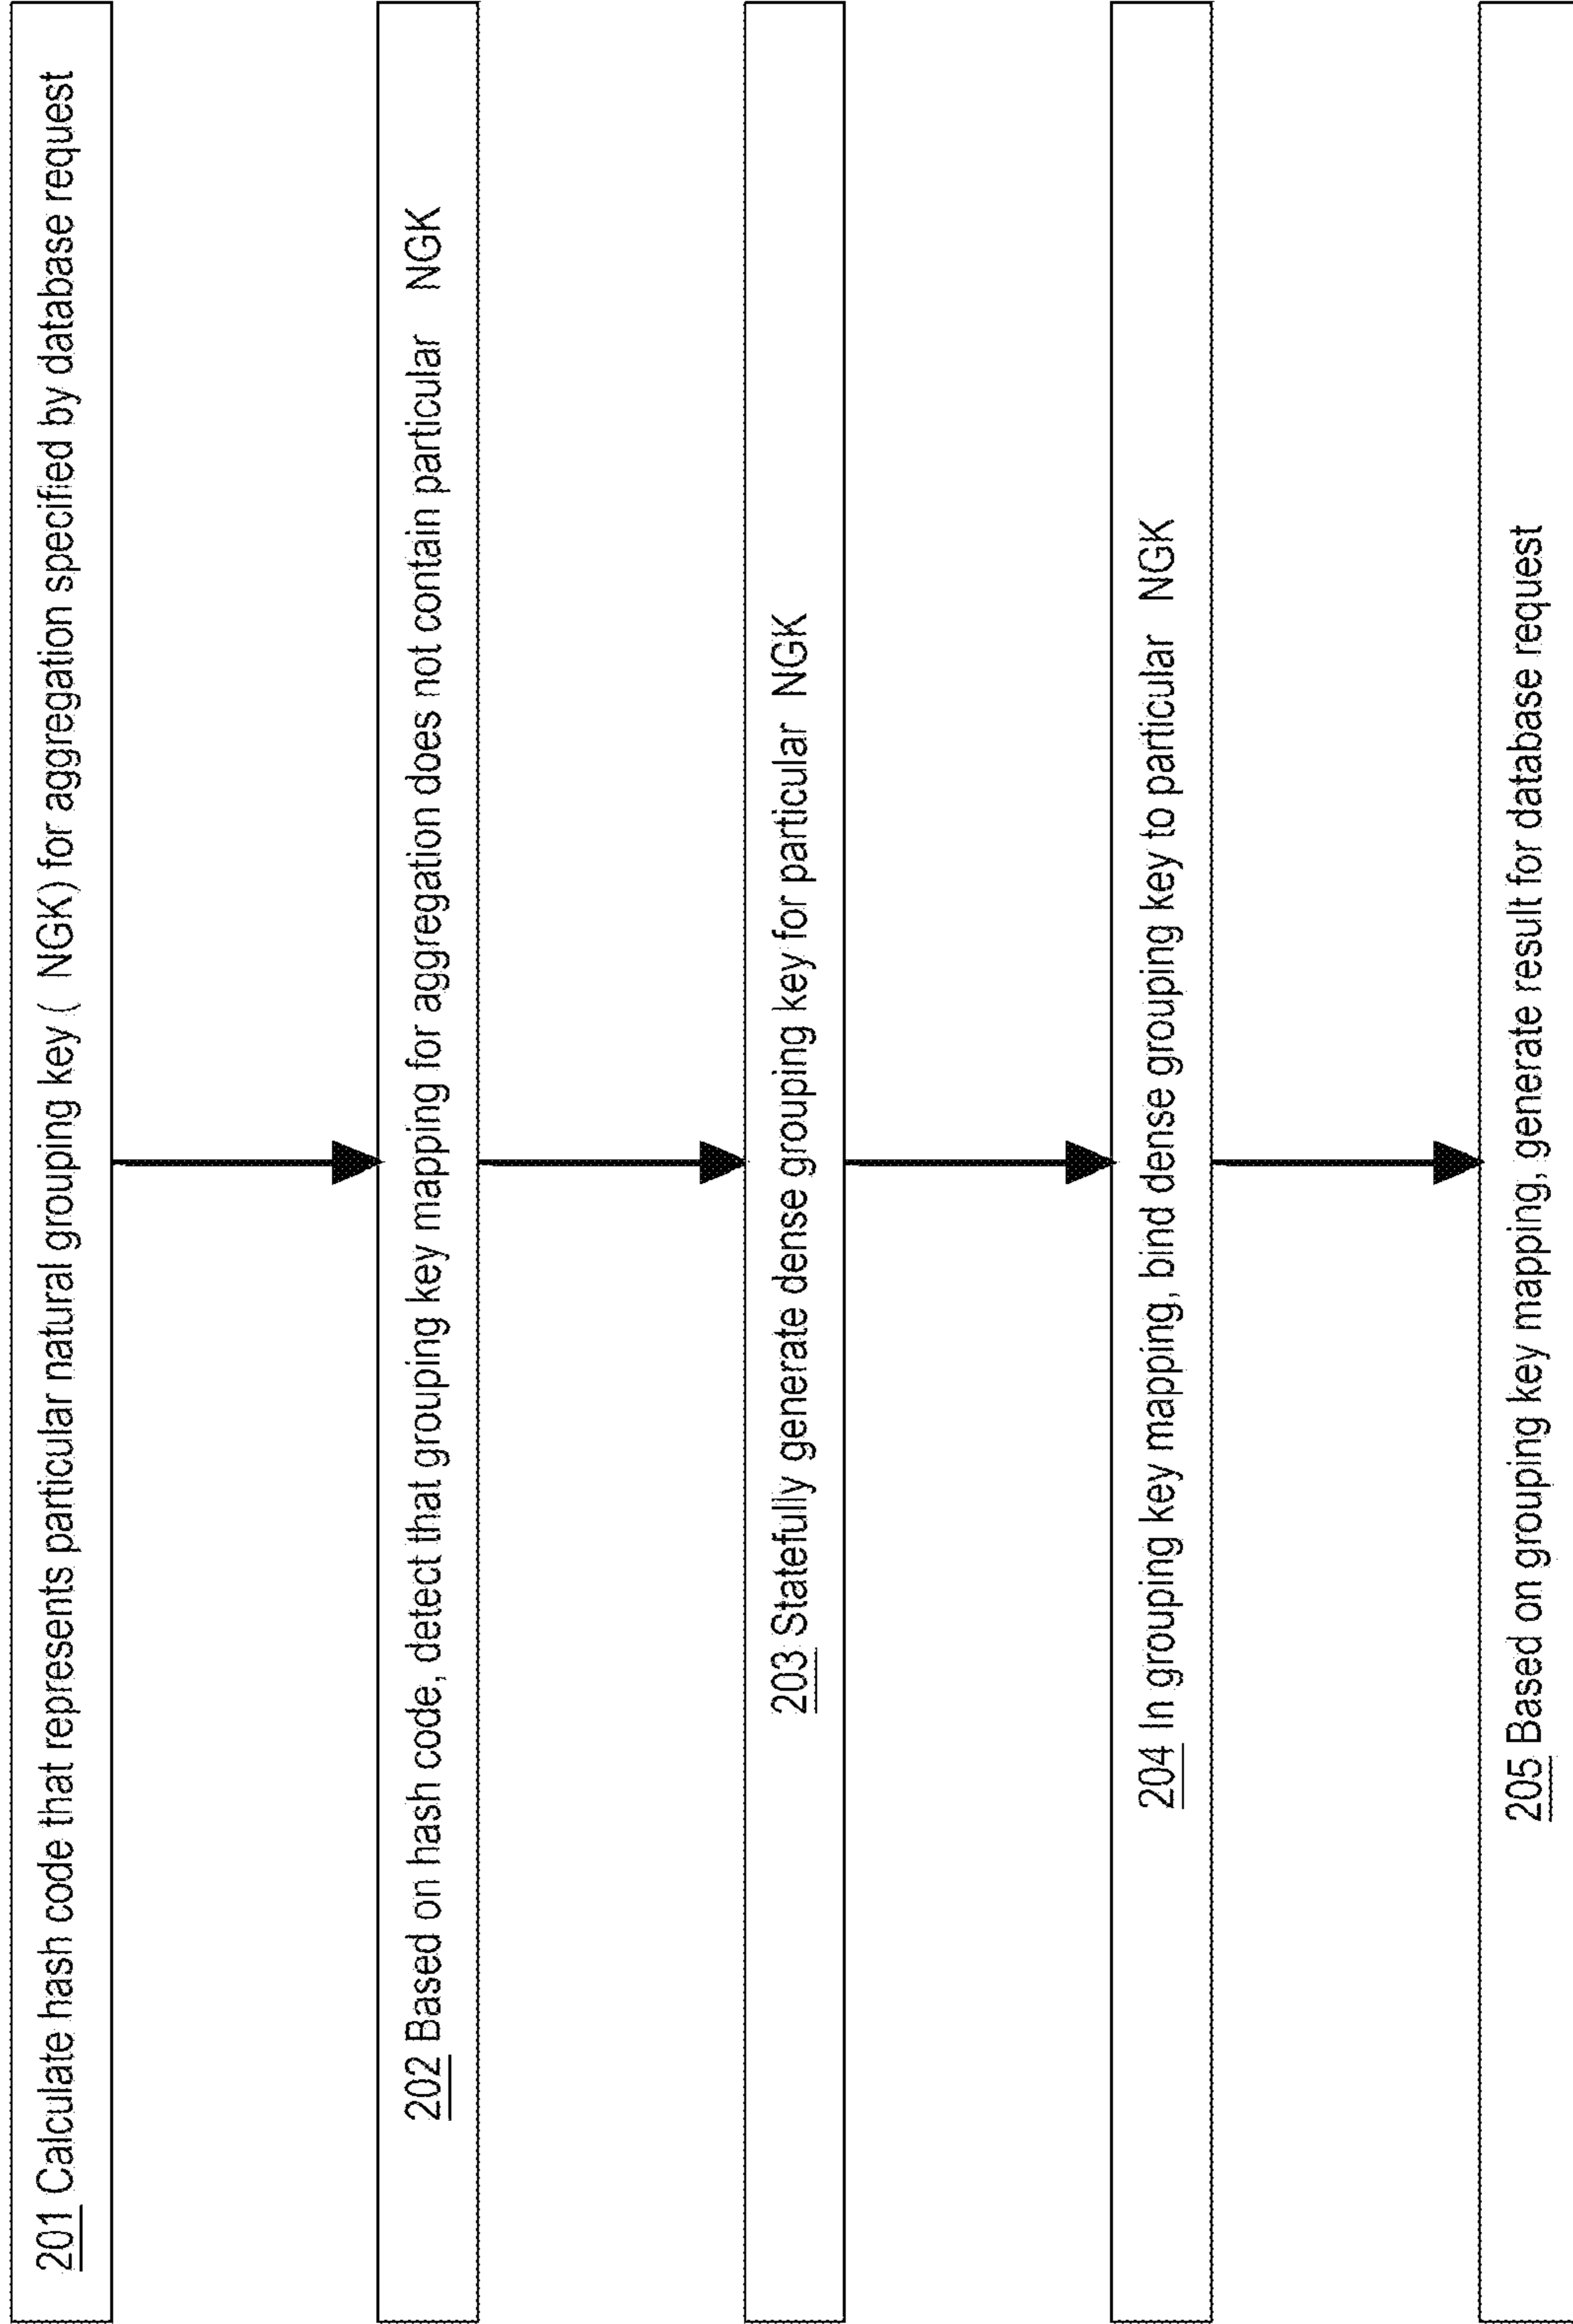 201 Calculate hash code that represents particular natural grouping key ( NGK) for aggregation specified by database request
202 Based on hash code, detect that grouping key mapping for aggregation does not contain particular NGK
203 Statefully generate dense grouping key for particular NGK
204 In grouping key mapping, bind dense grouping key to particular NGK
205 Based on grouping key mapping, generate result for database request